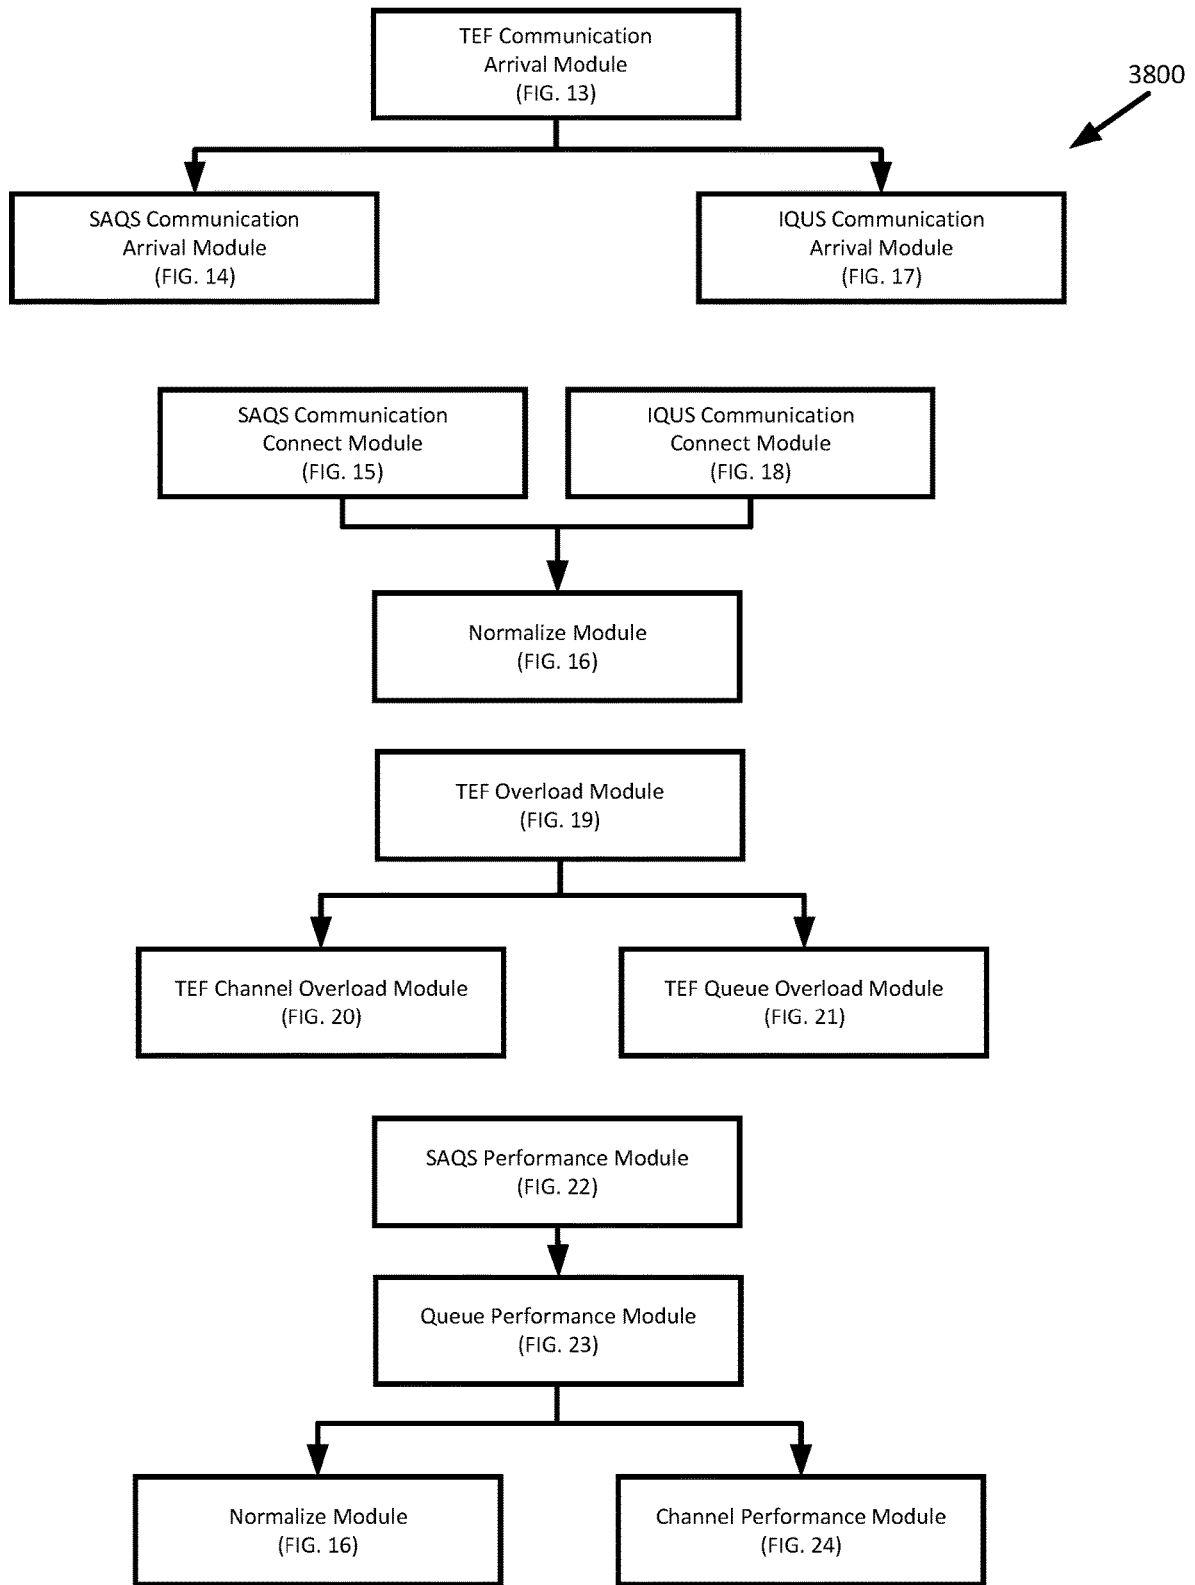 TEF Communication
Arrival Module
(FIG. 13)
3800
SAQS Communication
Arrival Module
(FIG. 14)
IQUS Communication
Arrival Module
(FIG. 17)
SAQS Communication
Connect Module
(FIG. 15)
IQUS Communication
Connect Module
(FIG. 18)
Normalize Module
(FIG. 16)
TEF Overload Module
(FIG. 19)
TEF Channel Overload Module
(FIG. 20)
TEF Queue Overload Module
(FIG. 21)
SAQS Performance Module
(FIG. 22)
Queue Performance Module
(FIG. 23)
Normalize Module
(FIG. 16)
Channel Performance Module
(FIG. 24)